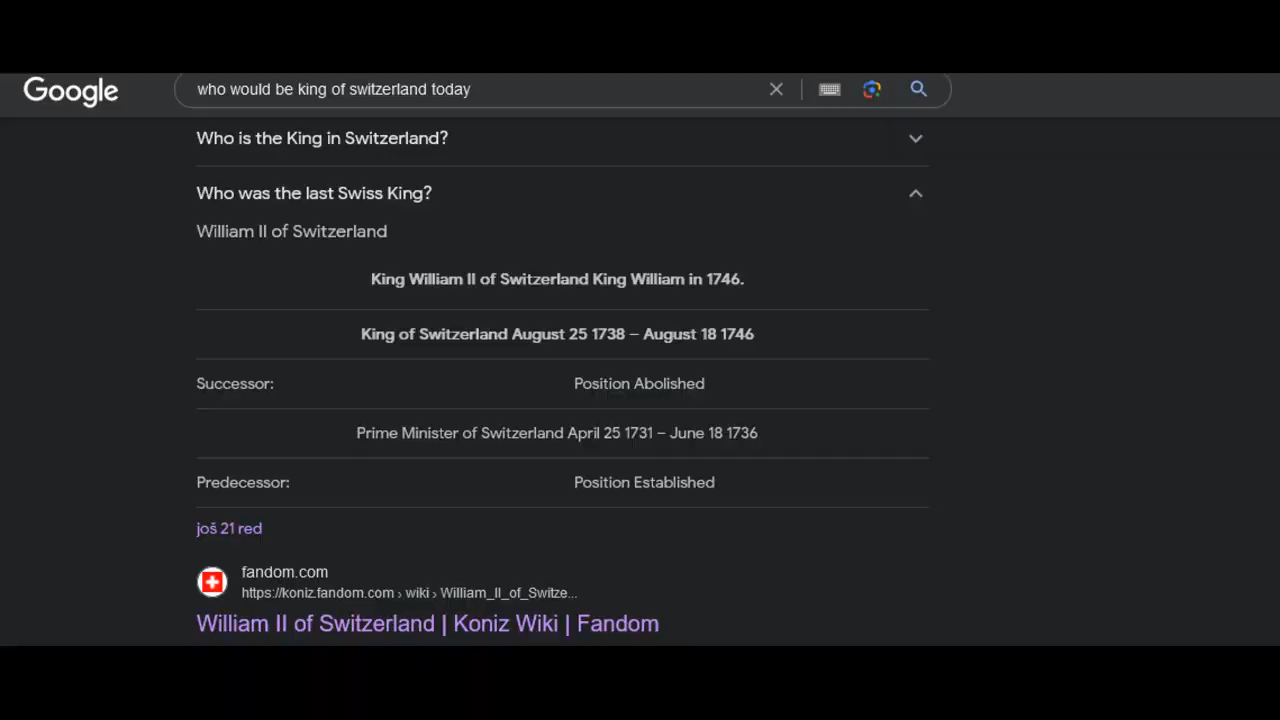 Google
who would be king of switzerland today
Who is the King in Switzerland?
Who was the last Swiss King?
William II of Switzerland
King William II of Switzerland King William in 1746.
King of Switzerland August 25 1738 – August 18 1746
Successor: Position Abolished
Prime Minister of Switzerland April 25 1731 – June 18 1736
Predecessor: Position Established
još 21 red
fandom.com
https://koniz.fandom.com › wiki › William_II_of_Switze...
William II of Switzerland | Koniz Wiki | Fandom